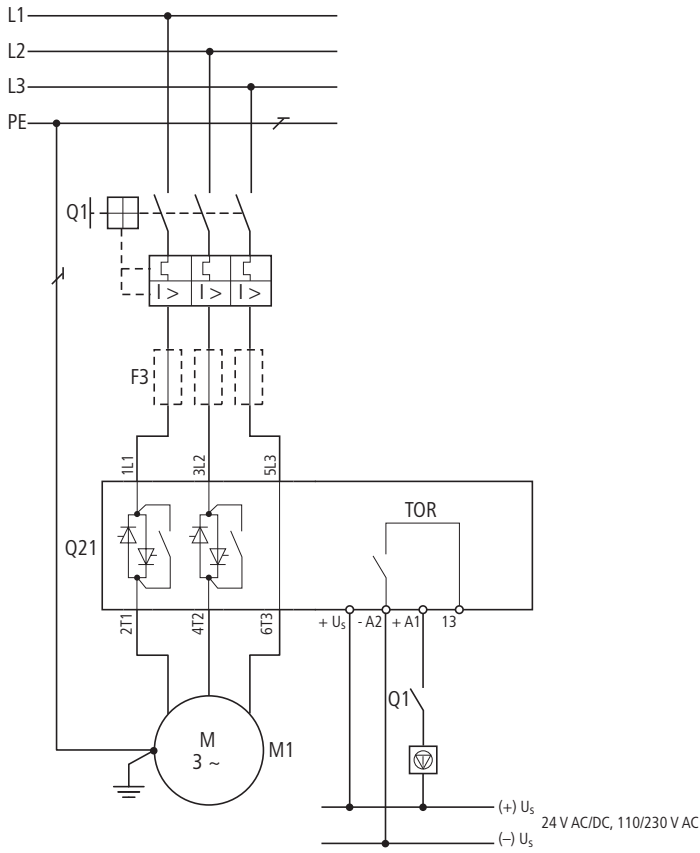 L1
L2
L3
PE
Q1
I > I > I >
F3
1L1 3L2 5L3
TOR
Q21
2T1 4T2 6T3 + Us - A2 + A1 13
Q1
M
3 ~
M1
(+) Us
24 V AC/DC, 110/230 V AC
(–) Us